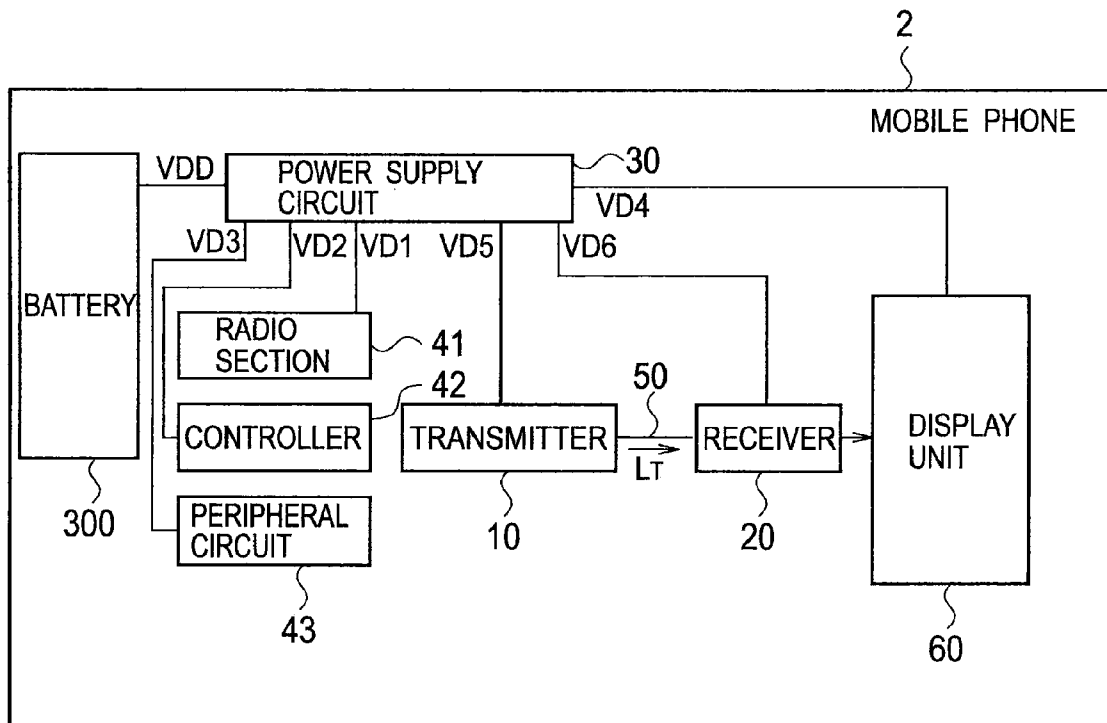 2
MOBILE PHONE
VDD
POWER SUPPLY
CIRCUIT
30
VD4
VD3
VD2
VD1
VD5
VD6
BATTERY
RADIO
SECTION
41
42
CONTROLLER
TRANSMITTER
50
LT
RECEIVER
DISPLAY
UNIT
300
PERIPHERAL
CIRCUIT
43
10
20
60